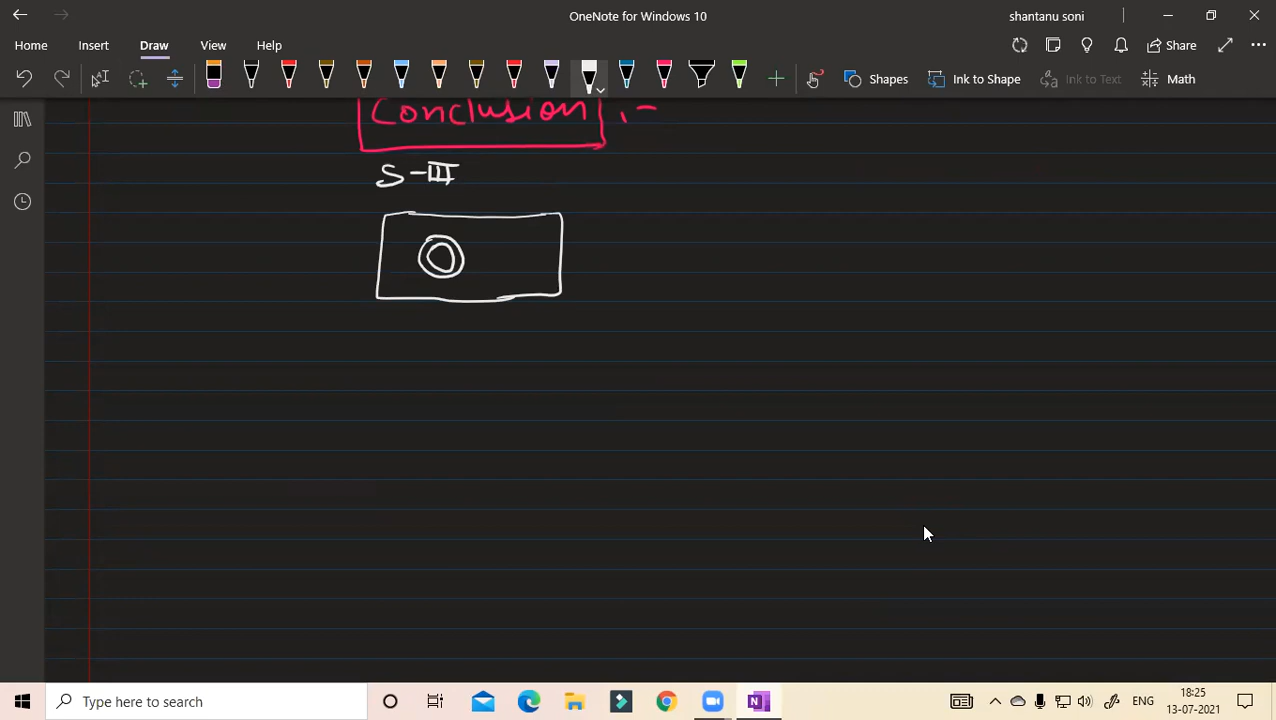 OneNote for Windows 10
shantanu soni
Home Insert Draw View Help
Share
Shapes Ink to Shape Ink to Text Math
Conclusion :-
S-III
Type here to search
N
ENG
18:25
13-07-2021